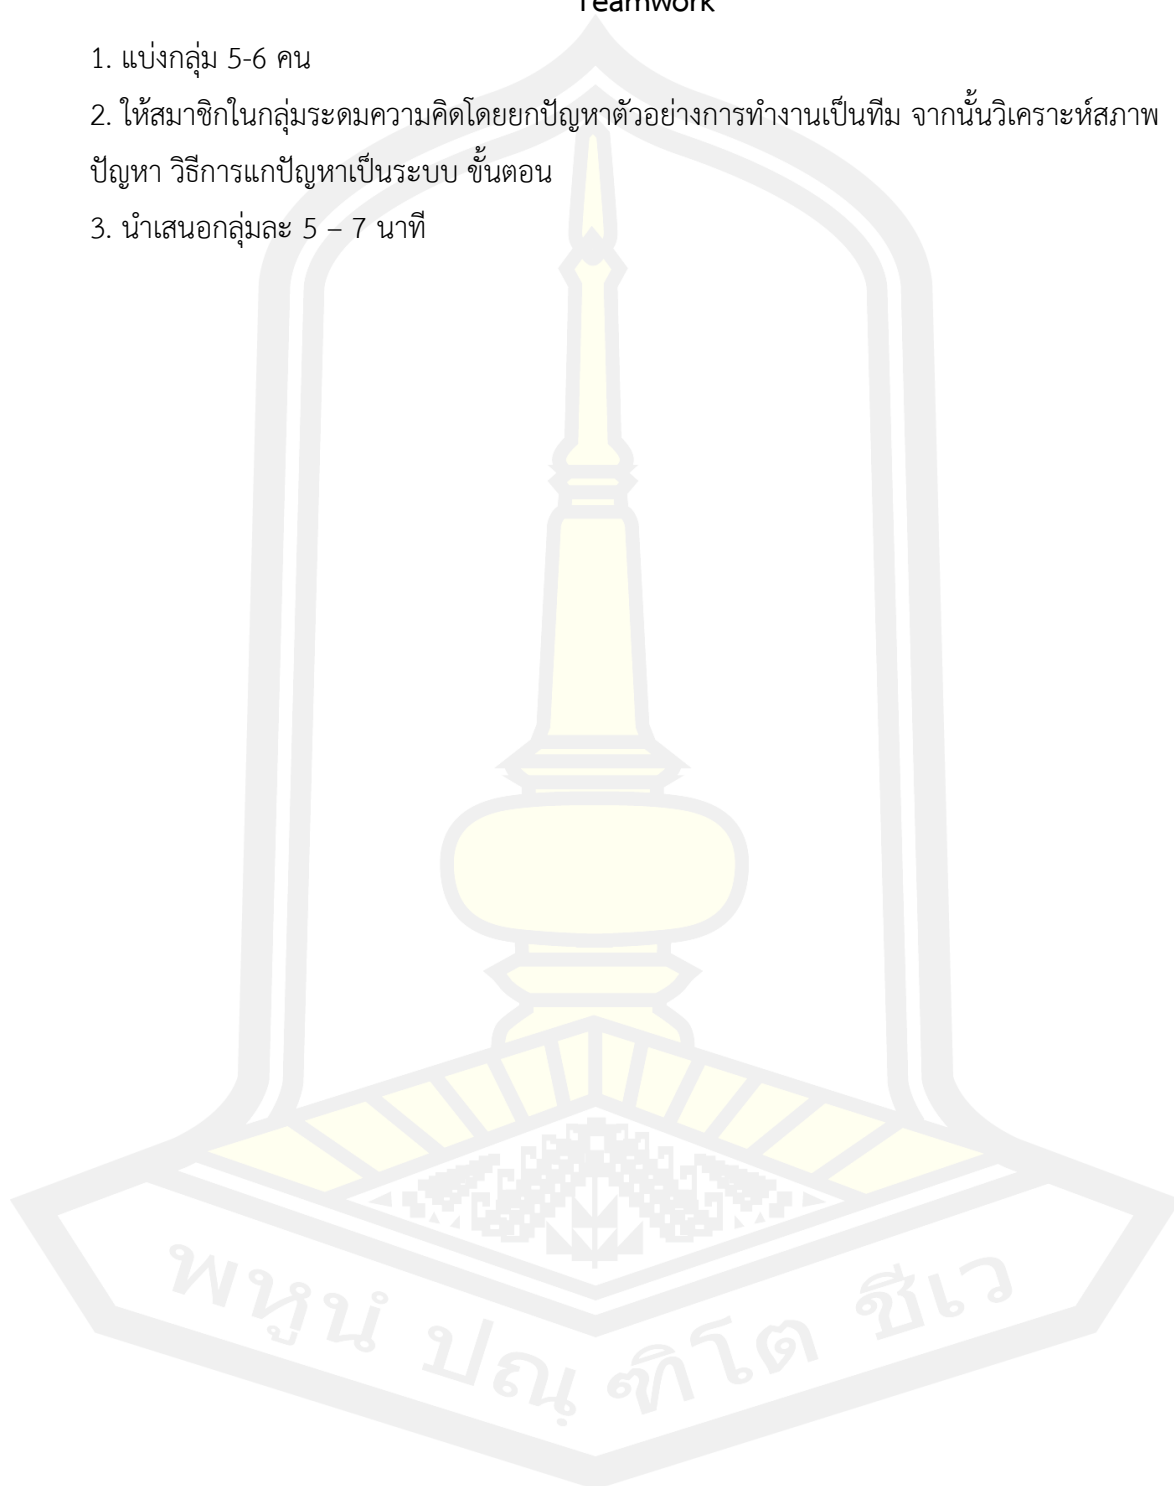 Teamwork
1. แบ่งกลุ่ม 5-6 คน
2. ให้สมาชิกในกลุ่มระดมความคิดโดยยกปัญหาตัวอย่างการทำงานเป็นทีม จากนั้นวิเคราะห์สภาพ
ปัญหา วิธีการแกปัญหาเป็นระบบ ขั้นตอน
3. นำเสนอกลุ่มละ 5 – 7 นาที
พหูนํ ปณฺฑิโต ชีเว